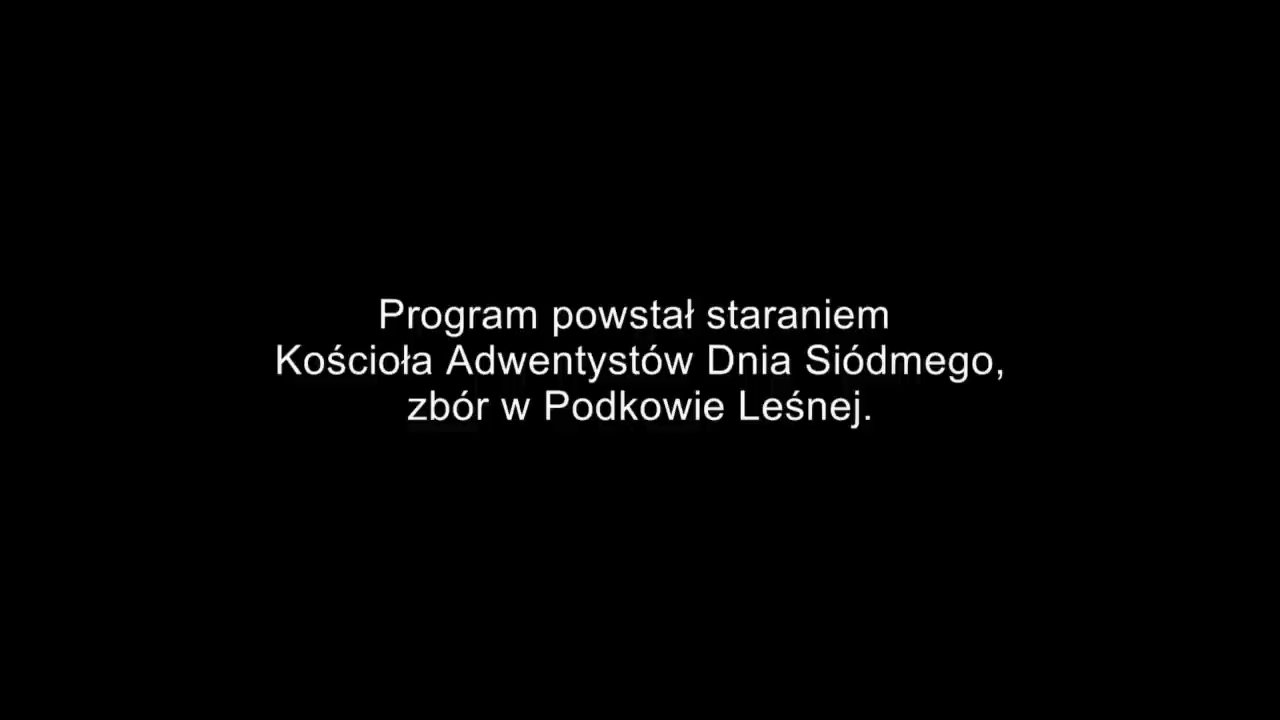 Program powstał staraniem
Kościoła Adwentystów Dnia Siódmego,
zbór w Podkowie Leśnej.